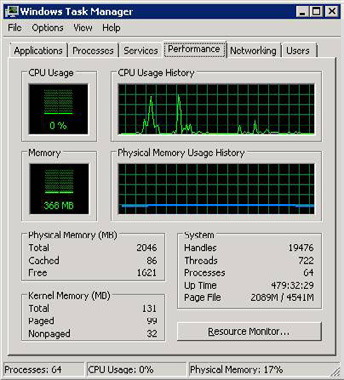 Windows Task Manager
File Options View Help
Applications Processes Services Performance Networking Users
CPU Usage CPU Usage History
0 %
Memory Physical Memory Usage History
368 MB
Physical Memory (MB)
Total 2046
Cached 86
Free 1621
System
Handles 19476
Threads 722
Processes 64
Up Time 479:32:29
Page File 2089M / 4541M
Kernel Memory (MB)
Total 131
Paged 99
Nonpaged 32
Resource Monitor...
Processes: 64 CPU Usage: 0% Physical Memory: 17%